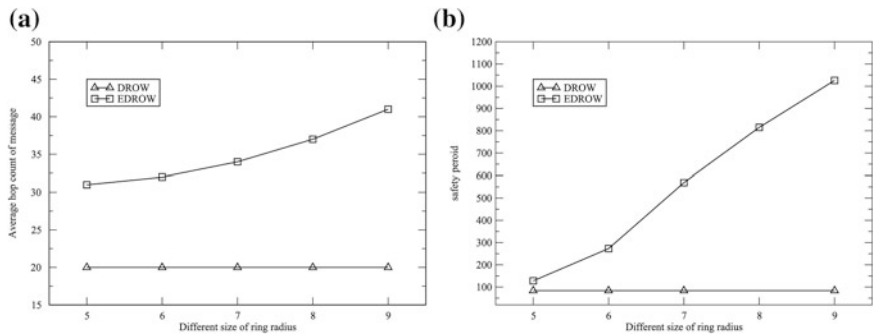 (a)
50
45
40
35
30
25
20
15
Average hop count of message
DROW
EDROW
5 6 7 8 9
Different size of ring radius
(b)
1200
1100
1000
900
800
700
600
500
400
300
200
100
safety peroid
DROW
EDROW
5 6 7 8 9
Different size of ring radius